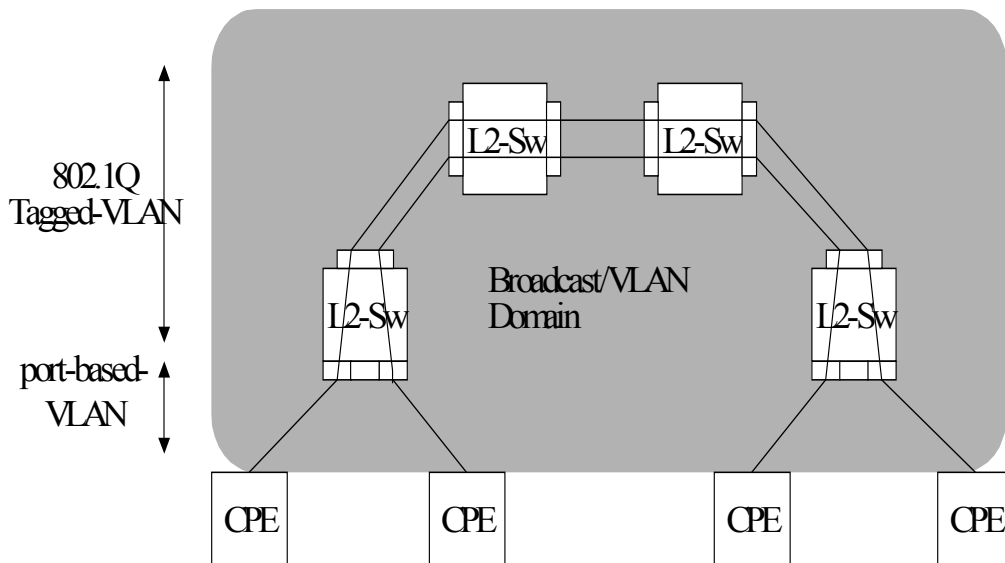 L2-Sw
L2-Sw
802.1Q
Tagged-VLAN
Broadcast/VLAN
Domain
L2-Sw
L2-Sw
port-based-
VLAN
CPE
CPE
CPE
CPE